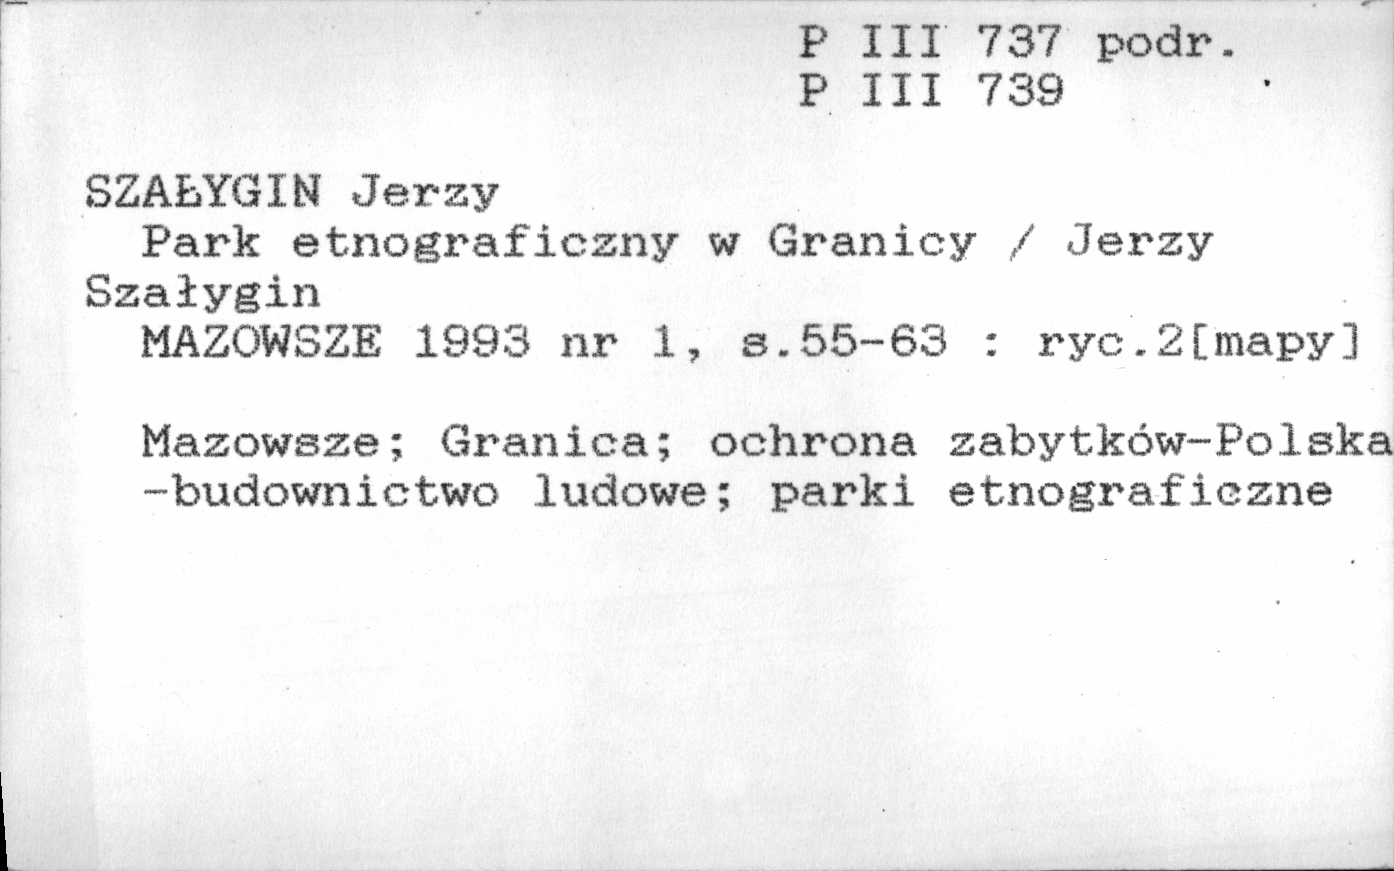 P III 737 podr.
P III 739
SZAŁYGIN Jerzy
Park etnograficzny w Granicy / Jerzy
Szałygin
MAZOWSZE 1993 nr 1, s.55-63 : ryc.2[mapy]
Mazowsze; Granica; ochrona zabytków-Polska
-budownictwo ludowe; parki etnograficzne